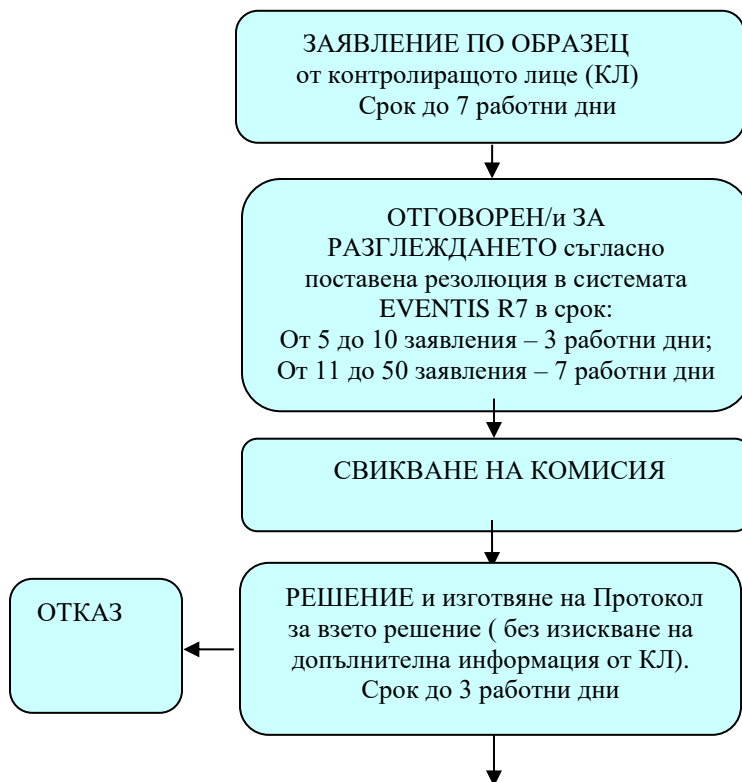 ЗАЯВЛЕНИЕ ПО ОБРАЗЕЦ
от контролиращото лице (КЛ)
Срок до 7 работни дни
ОТГОВОРЕН/и ЗА
РАЗГЛЕЖДАНЕТО съгласно
поставена резолюция в системата
EVENTIS R7 в срок:
От 5 до 10 заявления – 3 работни дни;
От 11 до 50 заявления – 7 работни дни
СВИКВАНЕ НА КОМИСИЯ
РЕШЕНИЕ и изготвяне на Протокол
за взето решение ( без изискване на
допълнителна информация от КЛ).
Срок до 3 работни дни
ОТКАЗ